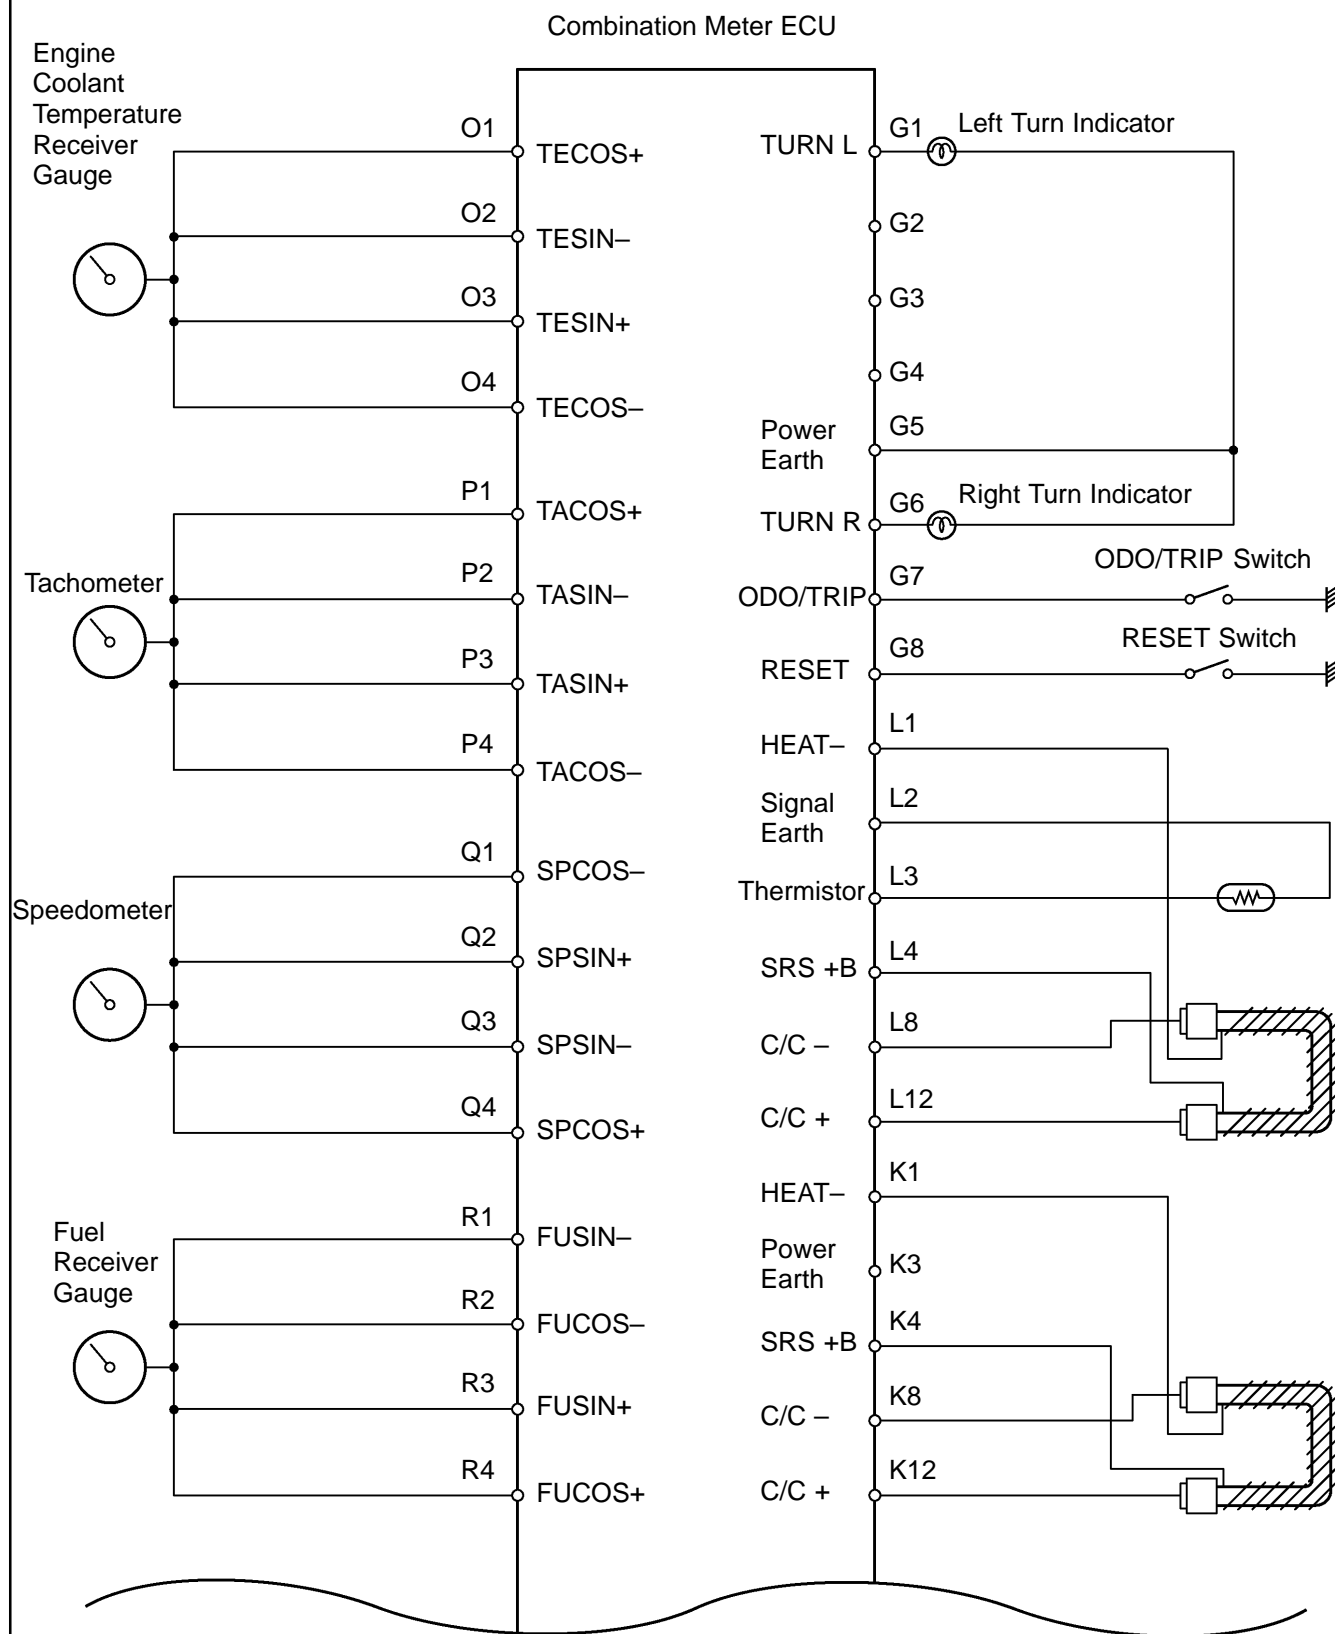 Combination Meter ECU
Engine
Coolant
Temperature
Receiver
Gauge
O1
TECOS+
O2
TESIN–
O3
TESIN+
O4
TECOS–
Tachometer
P1
TACOS+
P2
TASIN–
P3
TASIN+
P4
TACOS–
Speedometer
Q1
SPCOS–
Q2
SPSIN+
Q3
SPSIN–
Q4
SPCOS+
Fuel
Receiver
Gauge
R1
FUSIN–
R2
FUCOS–
R3
FUSIN+
R4
FUCOS+
TURN L
G1
Left Turn Indicator
G2
G3
G4
Power
Earth
G5
TURN R
G6
Right Turn Indicator
ODO/TRIP
G7
ODO/TRIP Switch
RESET
G8
RESET Switch
HEAT–
L1
Signal
Earth
L2
Thermistor
L3
SRS +B
L4
C/C –
L8
C/C +
L12
HEAT–
K1
Power
Earth
K3
SRS +B
K4
C/C –
K8
C/C +
K12